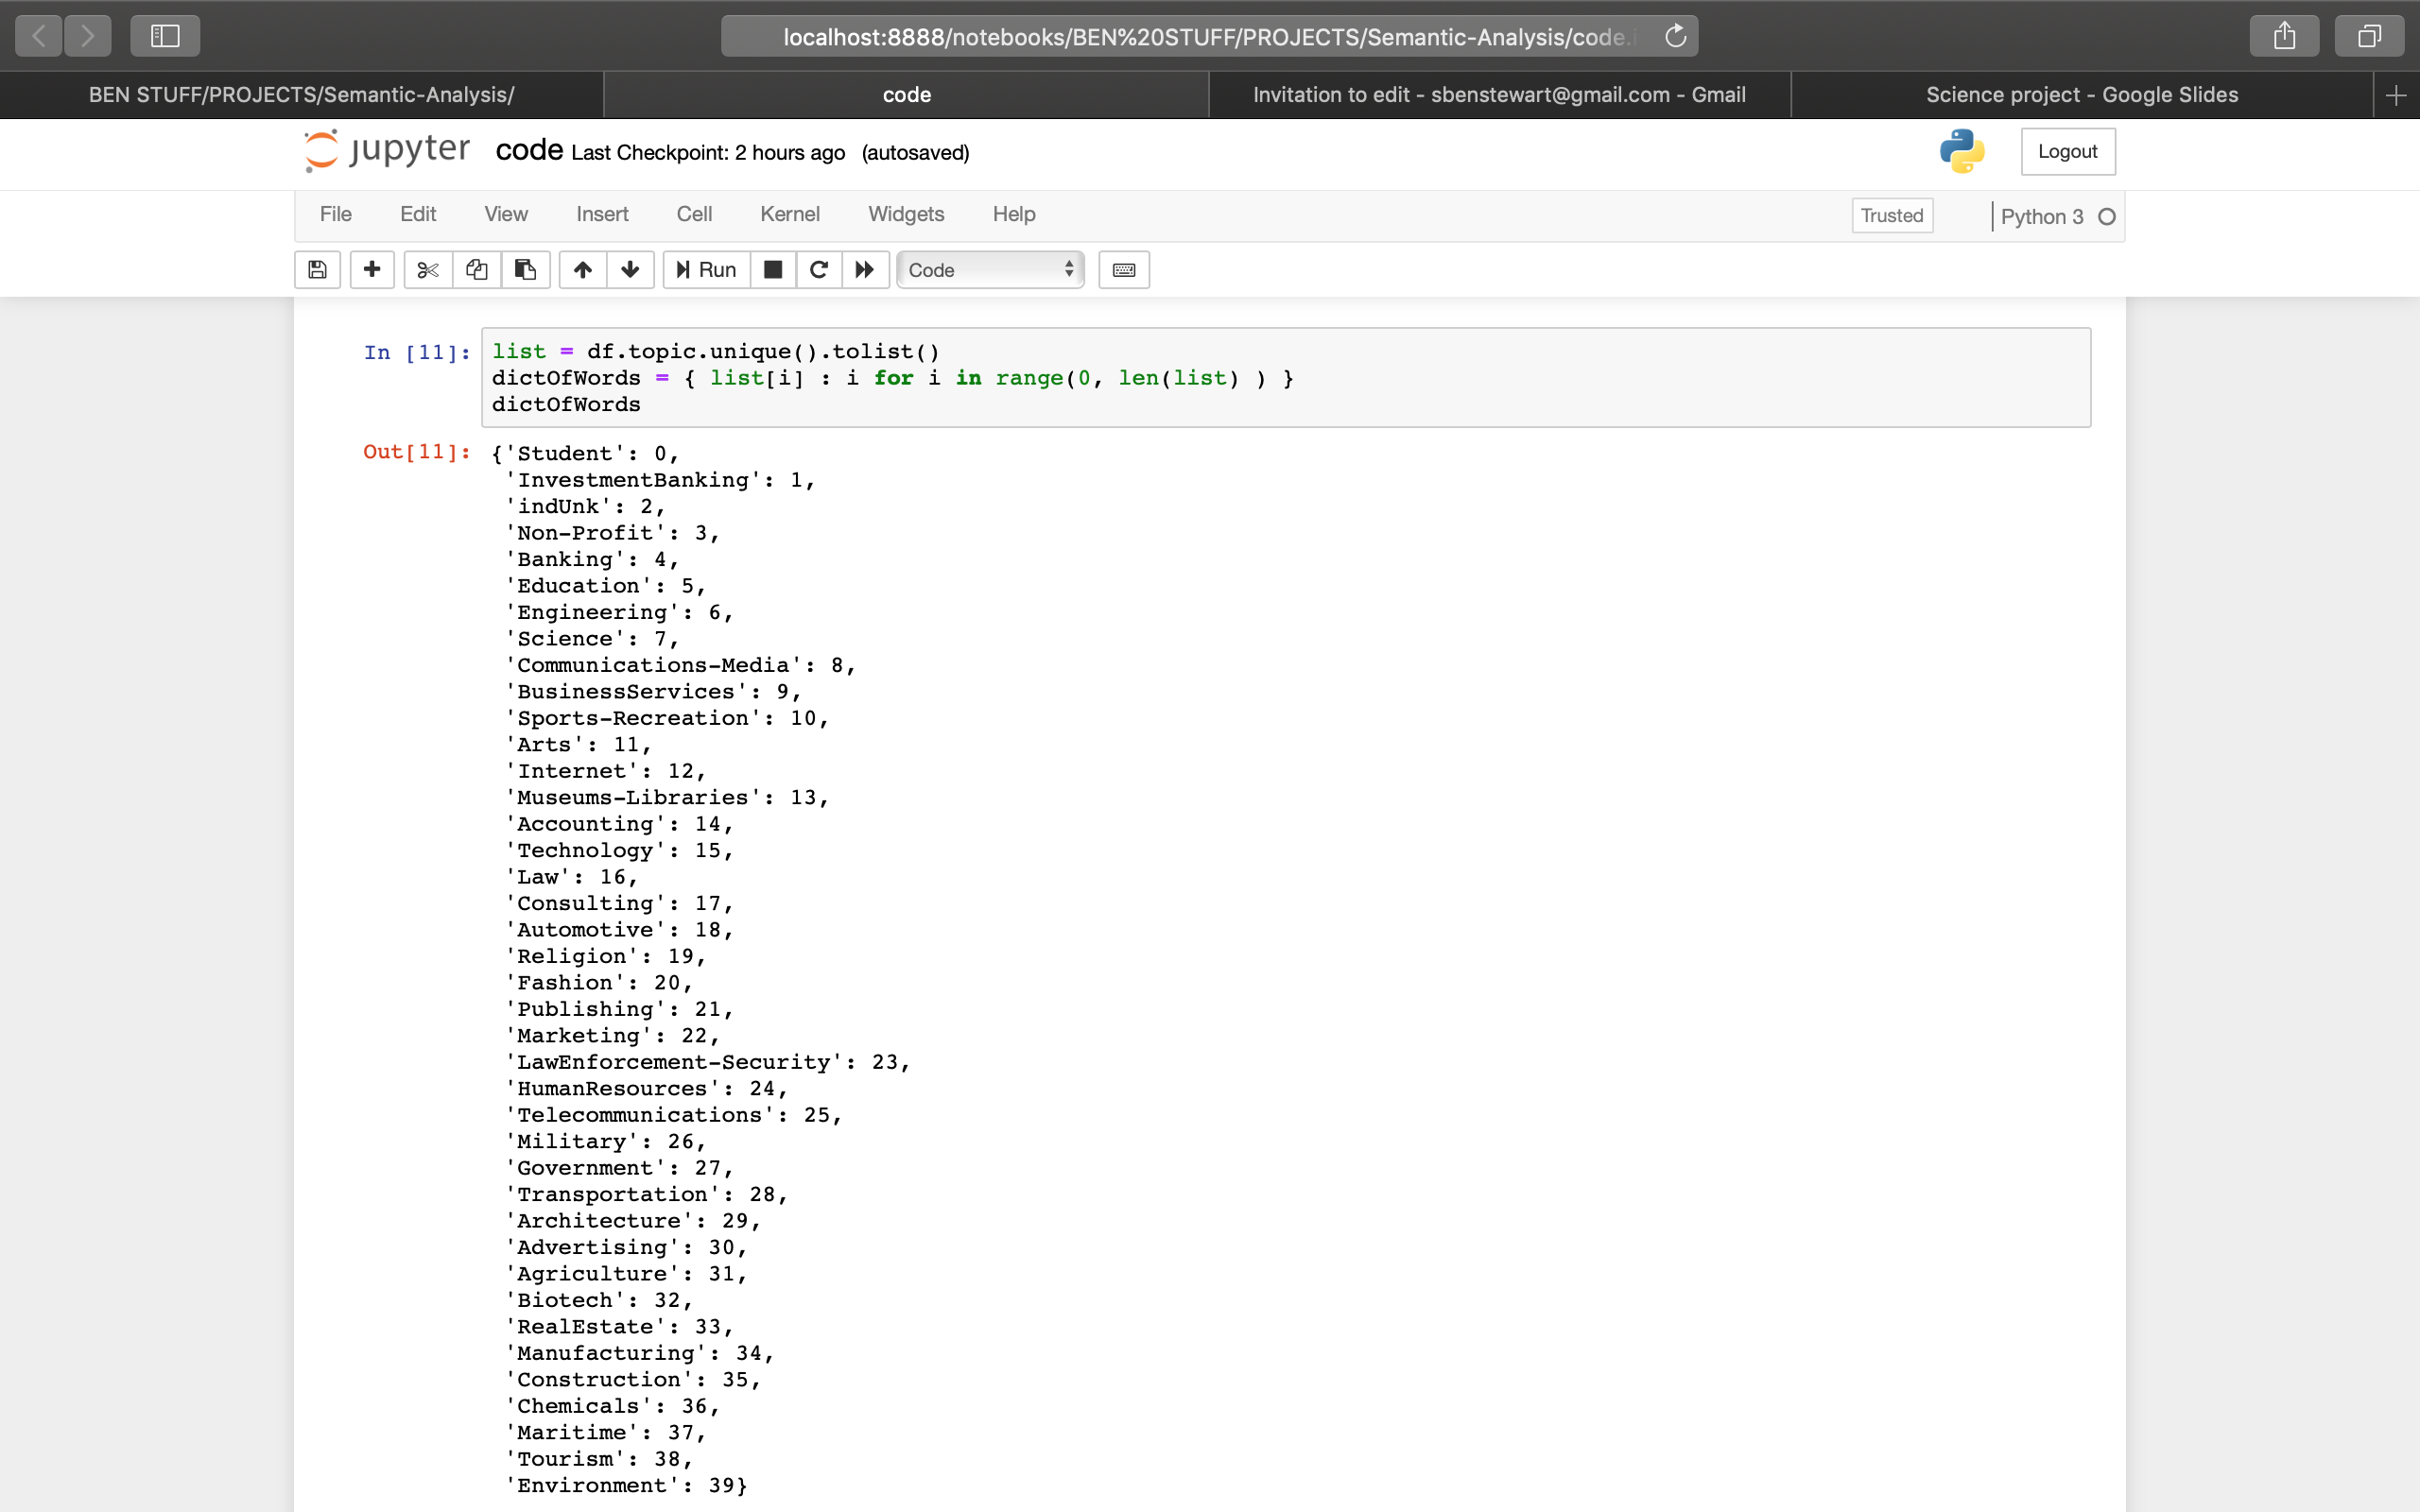 localhost:8888/notebooks/BEN%20STUFF/PROJECTS/Semantic-Analysis/code.i
BEN STUFF/PROJECTS/Semantic-Analysis/
code
Invitation to edit - sbenstewart@gmail.com - Gmail
Science project - Google Slides
jupyter code Last Checkpoint: 2 hours ago (autosaved)
Logout
File Edit View Insert Cell Kernel Widgets Help
Trusted
Python 3
Run
Code
In [11]:
list = df.topic.unique().tolist()
dictOfWords = { list[i] : i for i in range(0, len(list) ) }
dictOfWords
Out[11]:
{'Student': 0,
'InvestmentBanking': 1,
'indUnk': 2,
'Non-Profit': 3,
'Banking': 4,
'Education': 5,
'Engineering': 6,
'Science': 7,
'Communications-Media': 8,
'BusinessServices': 9,
'Sports-Recreation': 10,
'Arts': 11,
'Internet': 12,
'Museums-Libraries': 13,
'Accounting': 14,
'Technology': 15,
'Law': 16,
'Consulting': 17,
'Automotive': 18,
'Religion': 19,
'Fashion': 20,
'Publishing': 21,
'Marketing': 22,
'LawEnforcement-Security': 23,
'HumanResources': 24,
'Telecommunications': 25,
'Military': 26,
'Government': 27,
'Transportation': 28,
'Architecture': 29,
'Advertising': 30,
'Agriculture': 31,
'Biotech': 32,
'RealEstate': 33,
'Manufacturing': 34,
'Construction': 35,
'Chemicals': 36,
'Maritime': 37,
'Tourism': 38,
'Environment': 39}